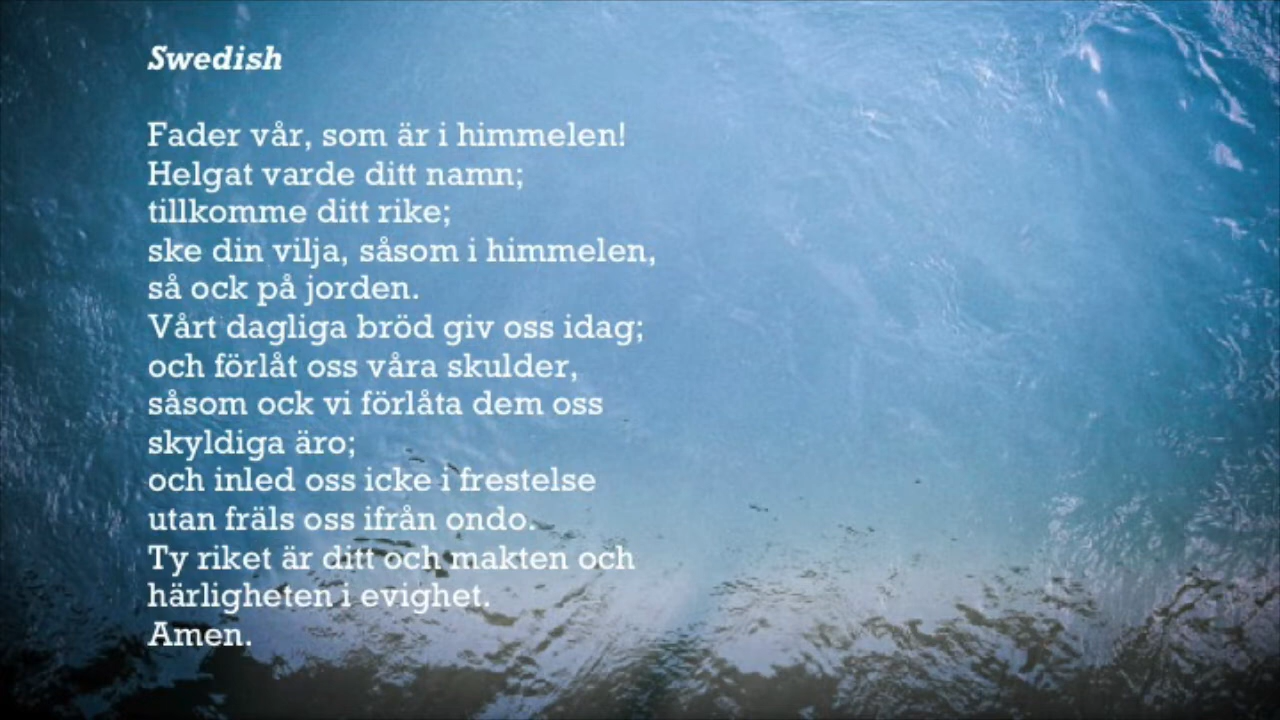 Swedish
Fader vår, som är i himmelen!
Helgat varde ditt namn;
tillkomme ditt rike;
ske din vilja, såsom i himmelen,
så ock på jorden.
Vårt dagliga bröd giv oss idag;
och förlåt oss våra skulder,
såsom ock vi förlåta dem oss
skyldiga äro;
och inled oss icke i frestelse
utan fräls oss ifrån ondo.
Ty riket är ditt och makten och
härligheten i evighet.
Amen.